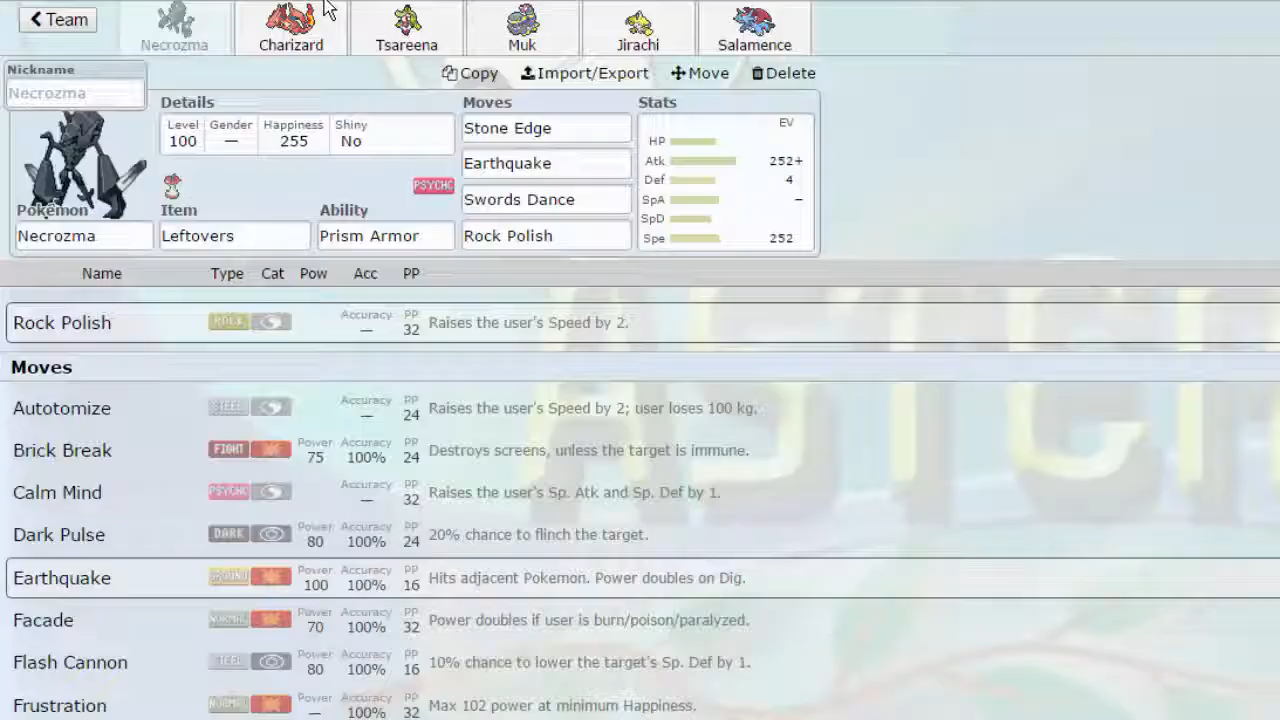 Team
Necrozma
Charizard
Tsareena
Muk
Jirachi
Salamence
Nickname
Necrozma
Copy
Import/Export
Move
Delete
Details
Level
100
Gender
—
Happiness
255
Shiny
No
PSYCHC
Pokémon
Necrozma
Item
Leftovers
Ability
Prism Armor
Moves
Stone Edge
Earthquake
Swords Dance
Rock Polish
Stats
EV
HP
Atk 252+
Def 4
SpA −
SpD
Spe 252
Name Type Cat Pow Acc PP
Rock Polish ROCK Accuracy — PP 32 Raises the user's Speed by 2.
Moves
Autotomize STEEL Accuracy — PP 24 Raises the user's Speed by 2; user loses 100 kg.
Brick Break FIGHT Power 75 Accuracy 100% PP 24 Destroys screens, unless the target is immune.
Calm Mind PSYCHC Accuracy — PP 32 Raises the user's Sp. Atk and Sp. Def by 1.
Dark Pulse DARK Power 80 Accuracy 100% PP 24 20% chance to flinch the target.
Earthquake GROUND Power 100 Accuracy 100% PP 16 Hits adjacent Pokemon. Power doubles on Dig.
Facade NORMAL Power 70 Accuracy 100% PP 32 Power doubles if user is burn/poison/paralyzed.
Flash Cannon STEEL Power 80 Accuracy 100% PP 16 10% chance to lower the target's Sp. Def by 1.
Frustration NORMAL Power — Accuracy 100% PP 32 Max 102 power at minimum Happiness.